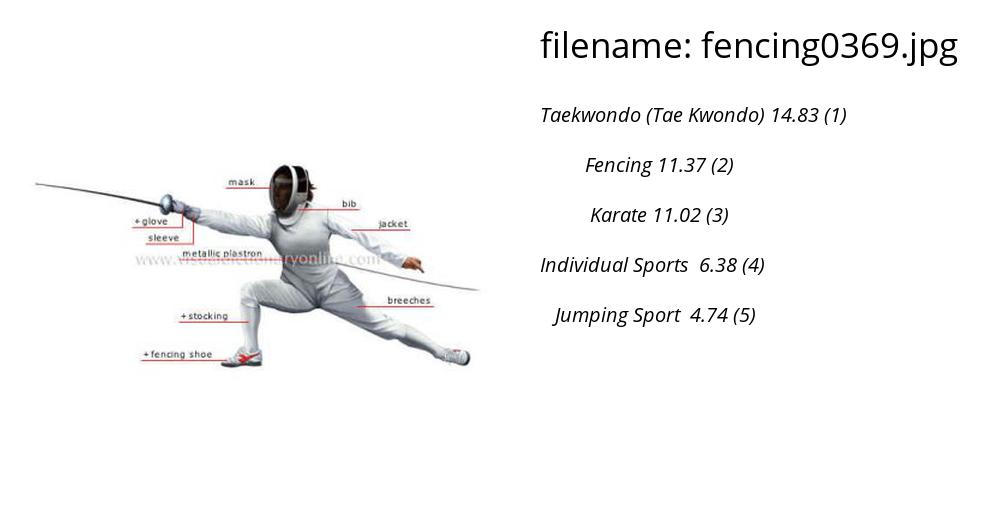 filename: fencing0369.jpg
Taekwondo (Tae Kwondo) 14.83 (1)
Fencing 11.37 (2)
Karate 11.02 (3)
Individual Sports 6.38 (4)
Jumping Sport 4.74 (5)
mask
bib
+ glove
jacket
sleeve
metallic plastron
www.visualdictionaryonline.com
breeches
+ stocking
+ fencing shoe